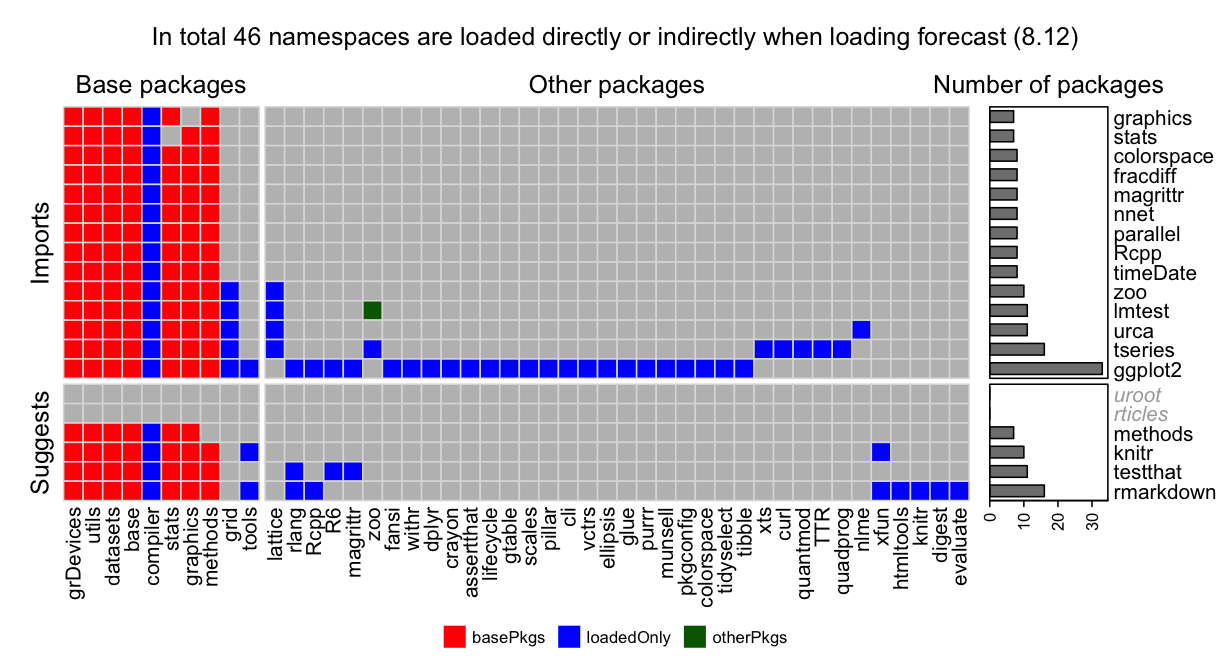 In total 46 namespaces are loaded directly or indirectly when loading forecast (8.12)
Base packages
Other packages
Number of packages
Imports
graphics
stats
colorspace
fracdiff
magrittr
nnet
parallel
Rcpp
timeDate
zoo
lmtest
urca
tseries
ggplot2
Suggests
uroot
rticles
methods
knitr
testthat
rmarkdown
0
10
20
30
grDevices
utils
datasets
base
compiler
stats
graphics
methods
grid
tools
lattice
rlang
Rcpp
R6
magrittr
zoo
fansi
withr
dplyr
crayon
assertthat
lifecycle
gtable
scales
pillar
cli
vctrs
ellipsis
glue
purrr
munsell
pkgconfig
colorspace
tidyselect
tibble
xts
curl
quantmod
TTR
quadprog
nlme
xfun
htmltools
knitr
digest
evaluate
basePkgs
loadedOnly
otherPkgs